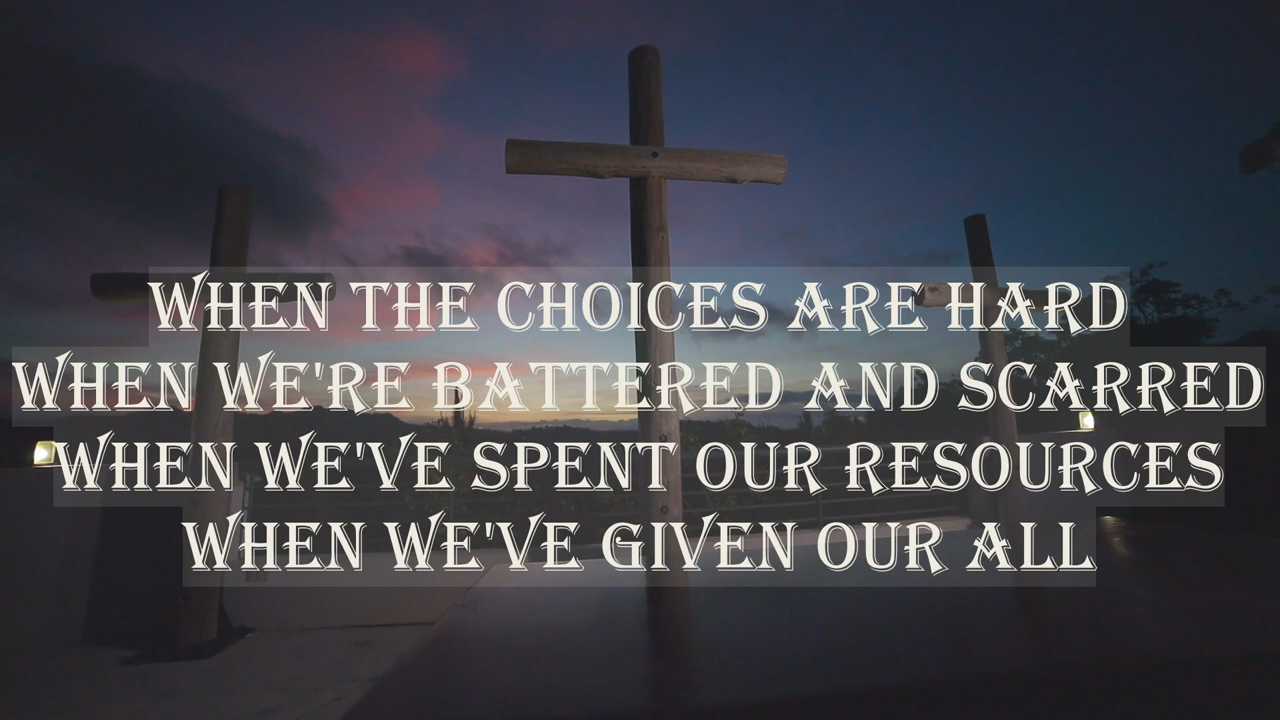 WHEN THE CHOICES ARE HARD
WHEN WE'RE BATTERED AND SCARRED
WHEN WE'VE SPENT OUR RESOURCES
WHEN WE'VE GIVEN OUR ALL